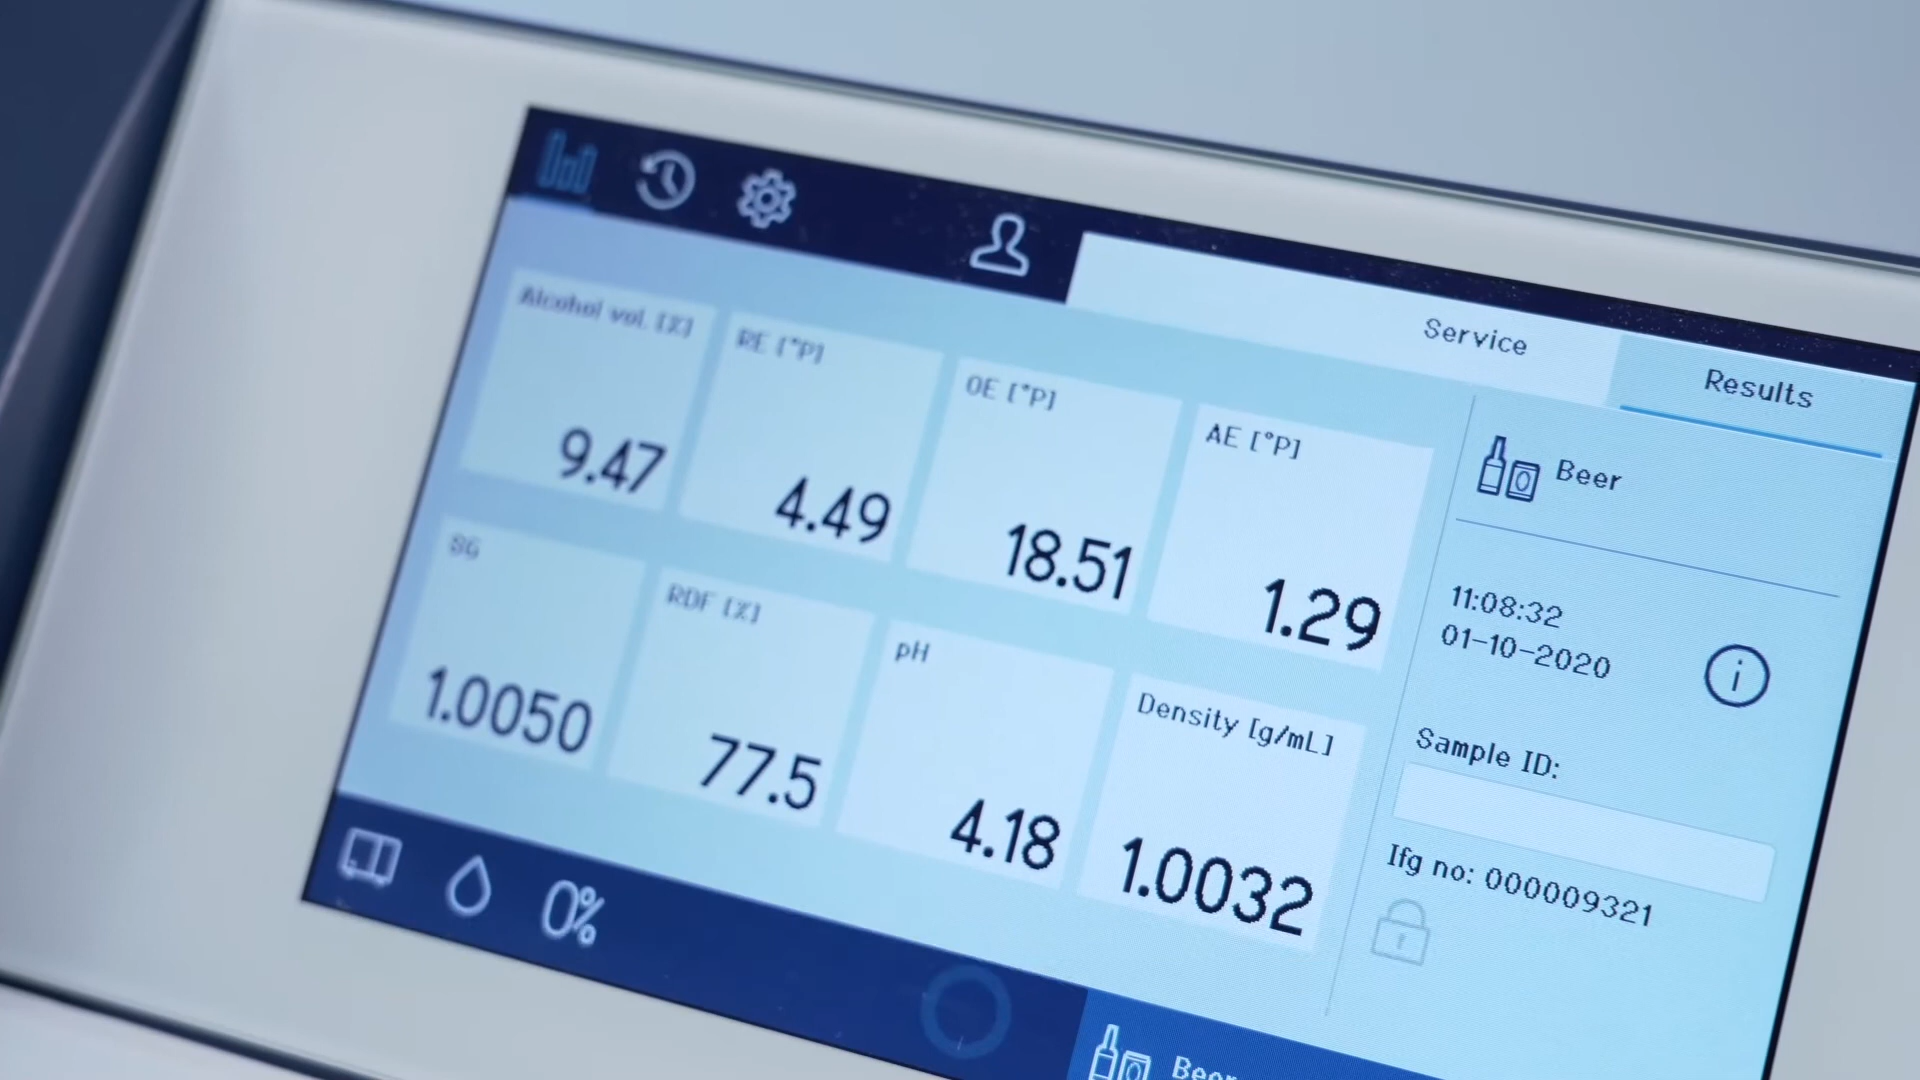 Service
Results
Alcohol vol. [%]
9.47
RE [°P]
4.49
OE [°P]
18.51
AE [°P]
1.29
SG
1.0050
RDF [%]
77.5
pH
4.18
Density [g/mL]
1.0032
Beer
11:08:32
01-10-2020
i
Sample ID:
Ifg no: 000009321
0%
Beer